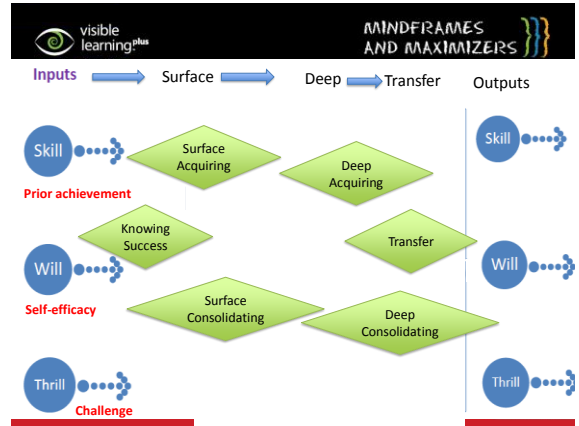 visible
learning plus
MINDFRAMES
AND MAXIMIZERS
Inputs
Surface
Deep
Transfer
Outputs
Skill
Surface
Acquiring
Deep
Acquiring
Skill
Prior achievement
Knowing
Success
Transfer
Will
Will
Self-efficacy
Surface
Consolidating
Deep
Consolidating
Thrill
Thrill
Challenge